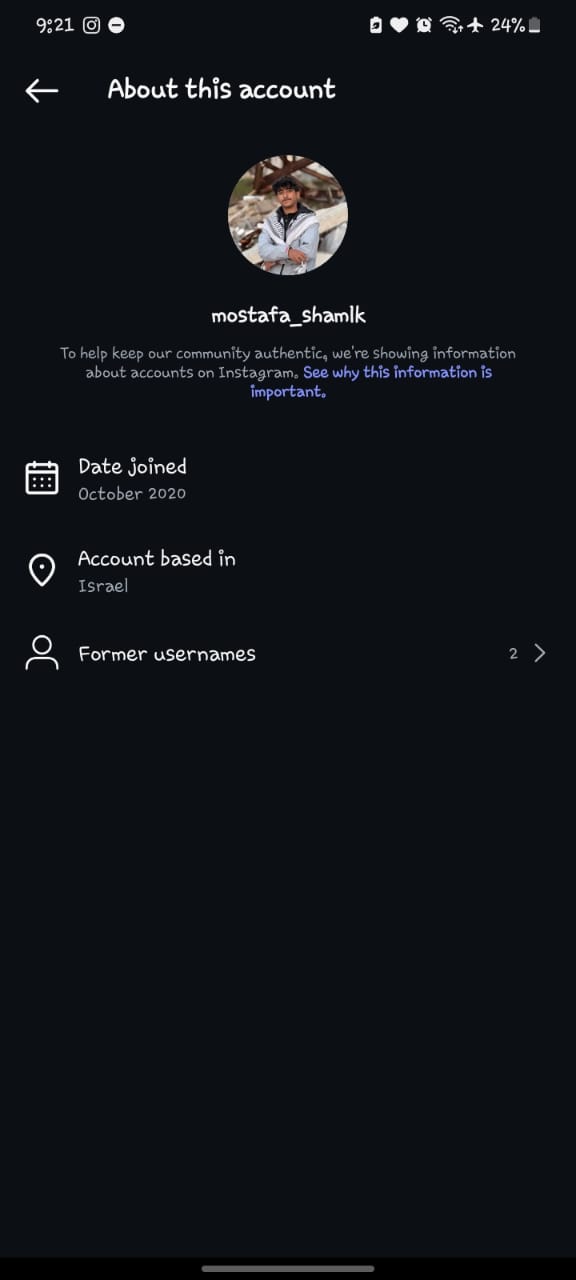 9:21 24%
About this account
mostafa_shamlk
To help keep our community authentic, we're showing information
about accounts on Instagram. See why this information is
important.
Date joined
October 2020
Account based in
Israel
Former usernames 2